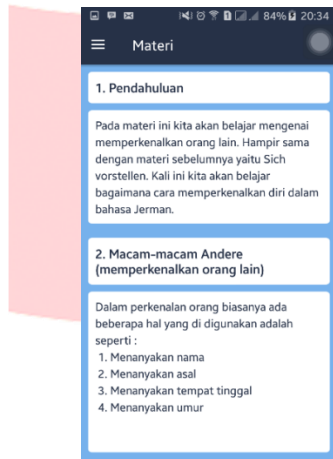 84% 20:34
Materi
1. Pendahuluan
Pada materi ini kita akan belajar mengenai
memperkenalkan orang lain. Hampir sama
dengan materi sebelumnya yaitu Sich
vorstellen. Kali ini kita akan belajar
bagaimana cara memperkenalkan diri dalam
bahasa Jerman.
2. Macam-macam Andere
(memperkenalkan orang lain)
Dalam perkenalan orang biasanya ada
beberapa hal yang di digunakan adalah
seperti :
1. Menanyakan nama
2. Menanyakan asal
3. Menanyakan tempat tinggal
4. Menanyakan umur